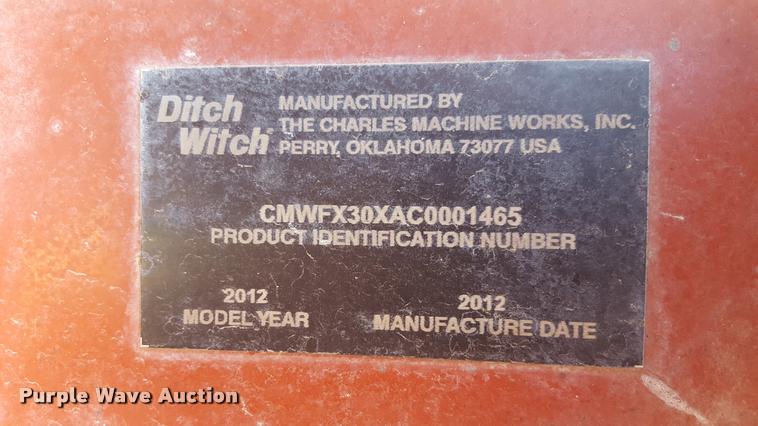 Ditch Witch®
MANUFACTURED BY
THE CHARLES MACHINE WORKS, INC.
PERRY, OKLAHOMA 73077 USA
CMWFX30XAC0001465
PRODUCT IDENTIFICATION NUMBER
2012
MODEL YEAR
2012
MANUFACTURE DATE
Purple Wave Auction